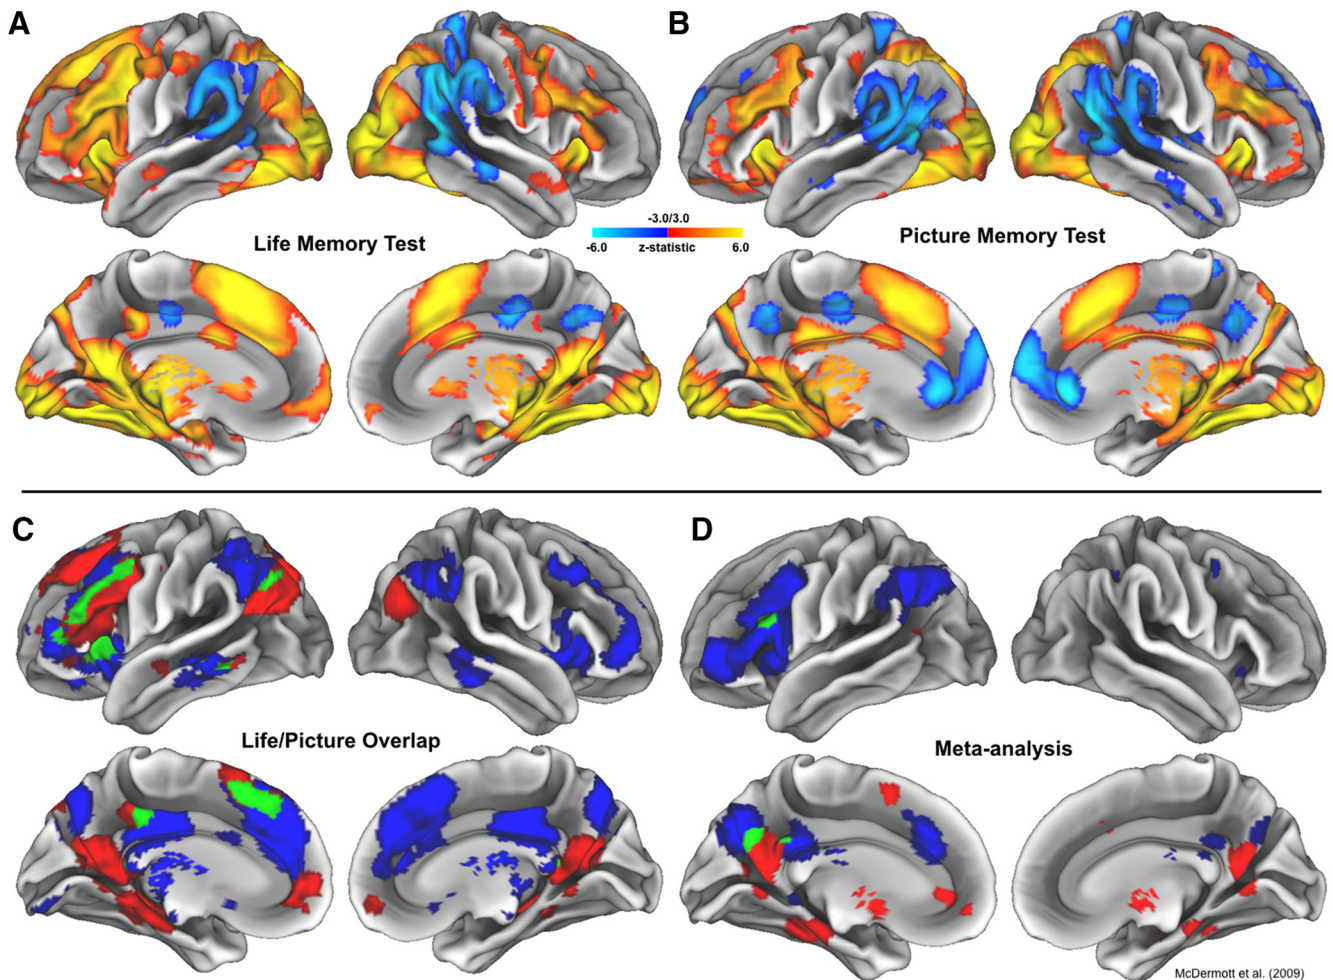 A
B
Life Memory Test
-3.0/3.0
-6.0 z-statistic 6.0
Picture Memory Test
C
D
Life/Picture Overlap
Meta-analysis
McDermott et al. (2009)